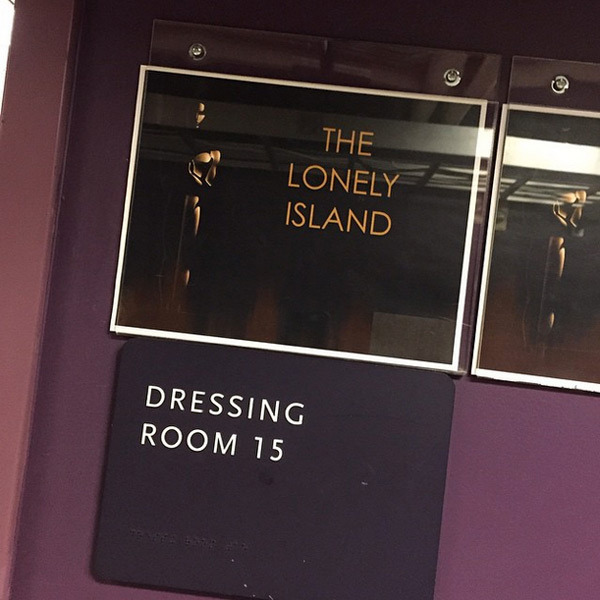 THE
LONELY
ISLAND
DRESSING
ROOM 15